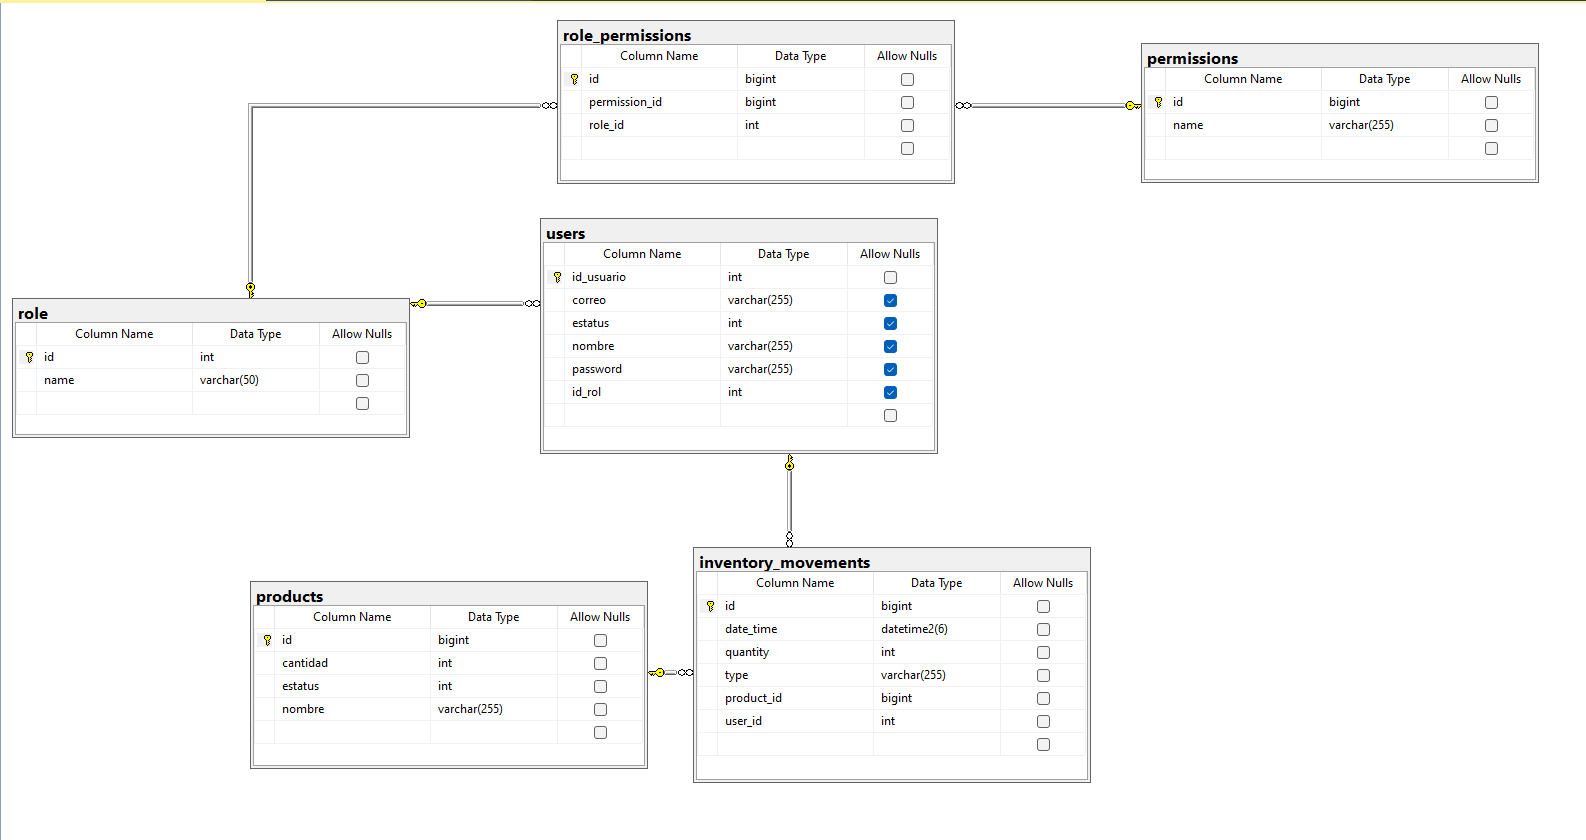 role_permissions
Column Name Data Type Allow Nulls
id bigint
permission_id bigint
role_id int
permissions
Column Name Data Type Allow Nulls
id bigint
name varchar(255)
users
Column Name Data Type Allow Nulls
id_usuario int
correo varchar(255)
estatus int
nombre varchar(255)
password varchar(255)
id_rol int
role
Column Name Data Type Allow Nulls
id int
name varchar(50)
inventory_movements
Column Name Data Type Allow Nulls
id bigint
date_time datetime2(6)
quantity int
type varchar(255)
product_id bigint
user_id int
products
Column Name Data Type Allow Nulls
id bigint
cantidad int
estatus int
nombre varchar(255)